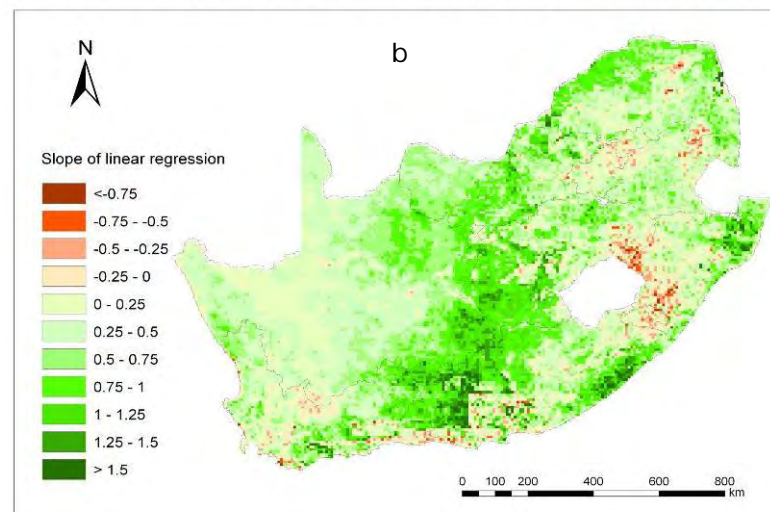 b
N
Slope of linear regression
<-0.75
-0.75 - -0.5
-0.5 - -0.25
-0.25 - 0
0 - 0.25
0.25 - 0.5
0.5 - 0.75
0.75 - 1
1 - 1.25
1.25 - 1.5
> 1.5
0 100 200 400 600 800
km